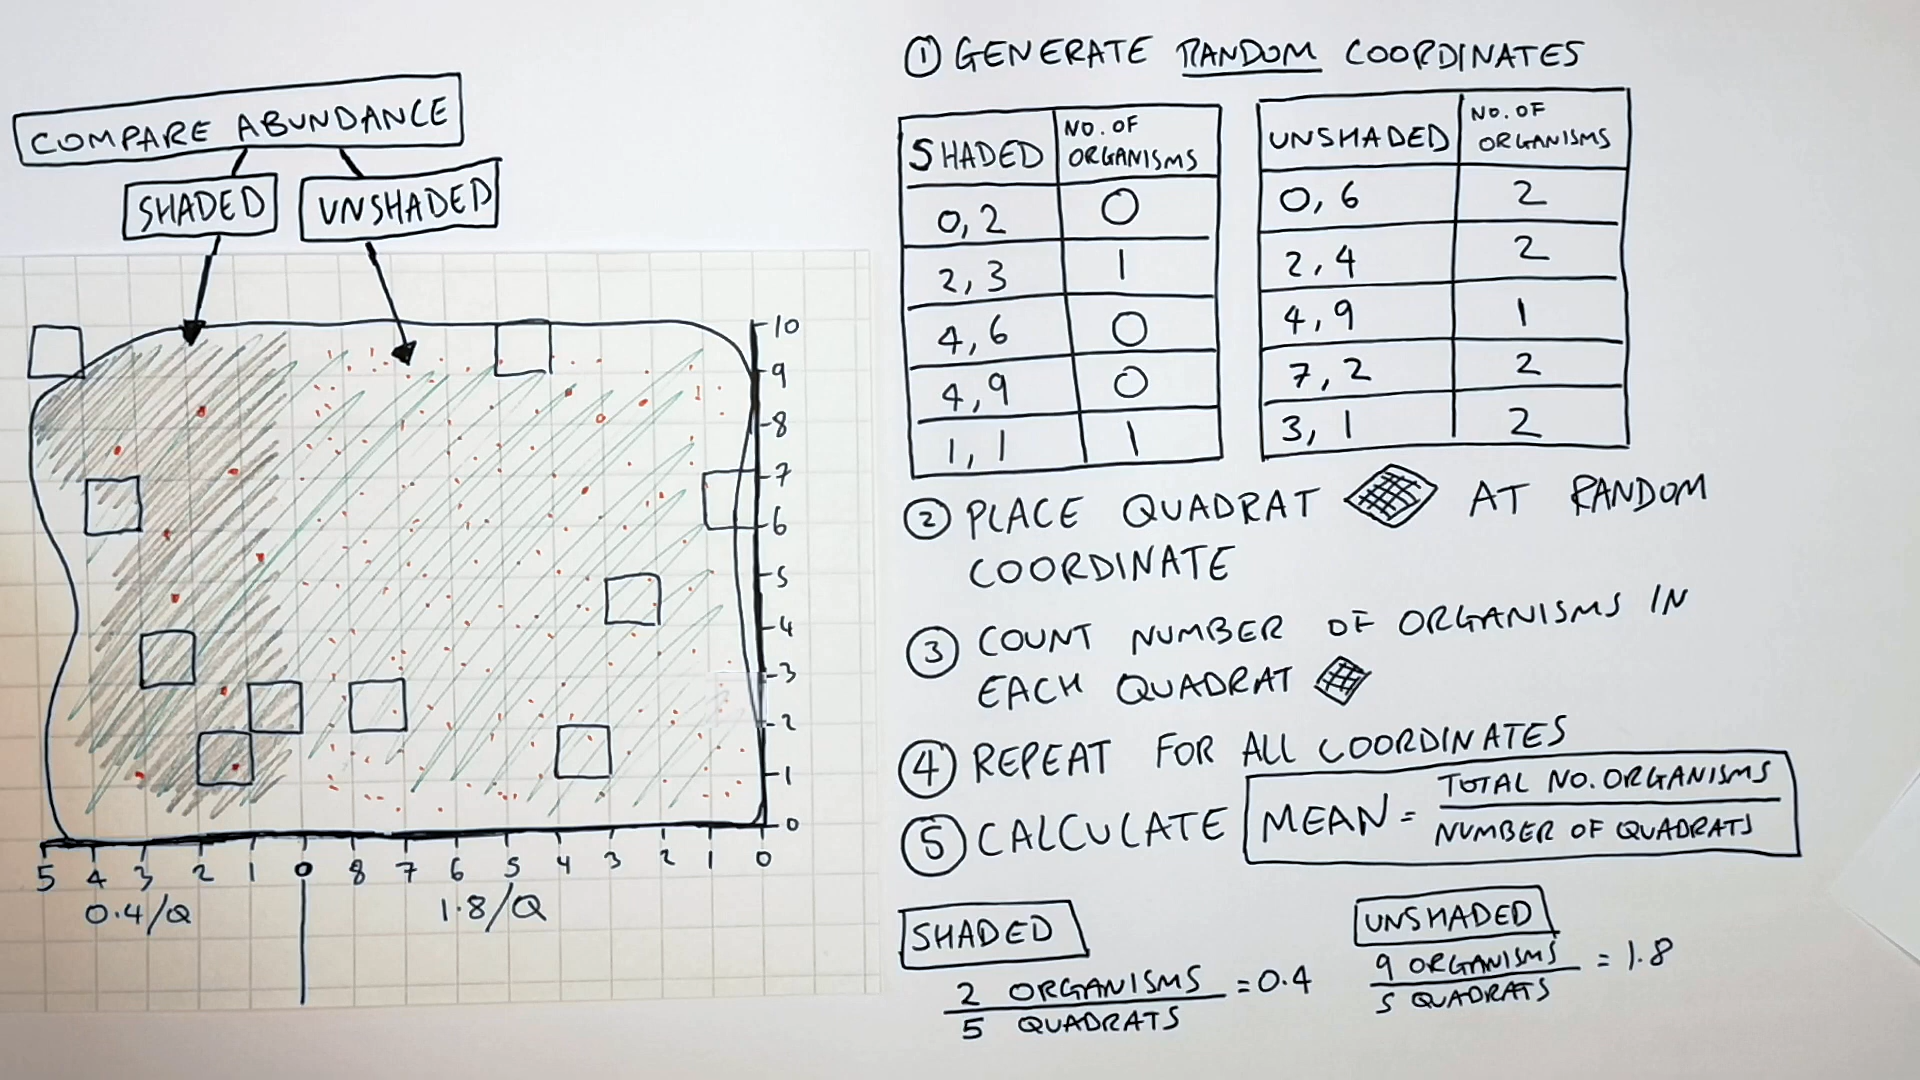 COMPARE ABUNDANCE
SHADED
UNSHADED
10
9
8
7
6
5
4
3
2
1
0
5 4 3 2 1 0 8 7 6 5 4 3 2 1 0
0.4/Q
1.8/Q
① GENERATE RANDOM COORDINATES
SHADED NO. OF ORGANISMS
0,2 0
2,3 1
4,6 0
4,9 0
1,1 1
UNSHADED NO. OF ORGANISMS
0,6 2
2,4 2
4,9 1
7,2 2
3,1 2
② PLACE QUADRAT AT RANDOM
COORDINATE
③ COUNT NUMBER OF ORGANISMS IN
EACH QUADRAT
④ REPEAT FOR ALL COORDINATES
⑤ CALCULATE MEAN = TOTAL NO. ORGANISMS
NUMBER OF QUADRATS
SHADED
2 ORGANISMS = 0.4
5 QUADRATS
UNSHADED
9 ORGANISMS = 1.8
5 QUADRATS